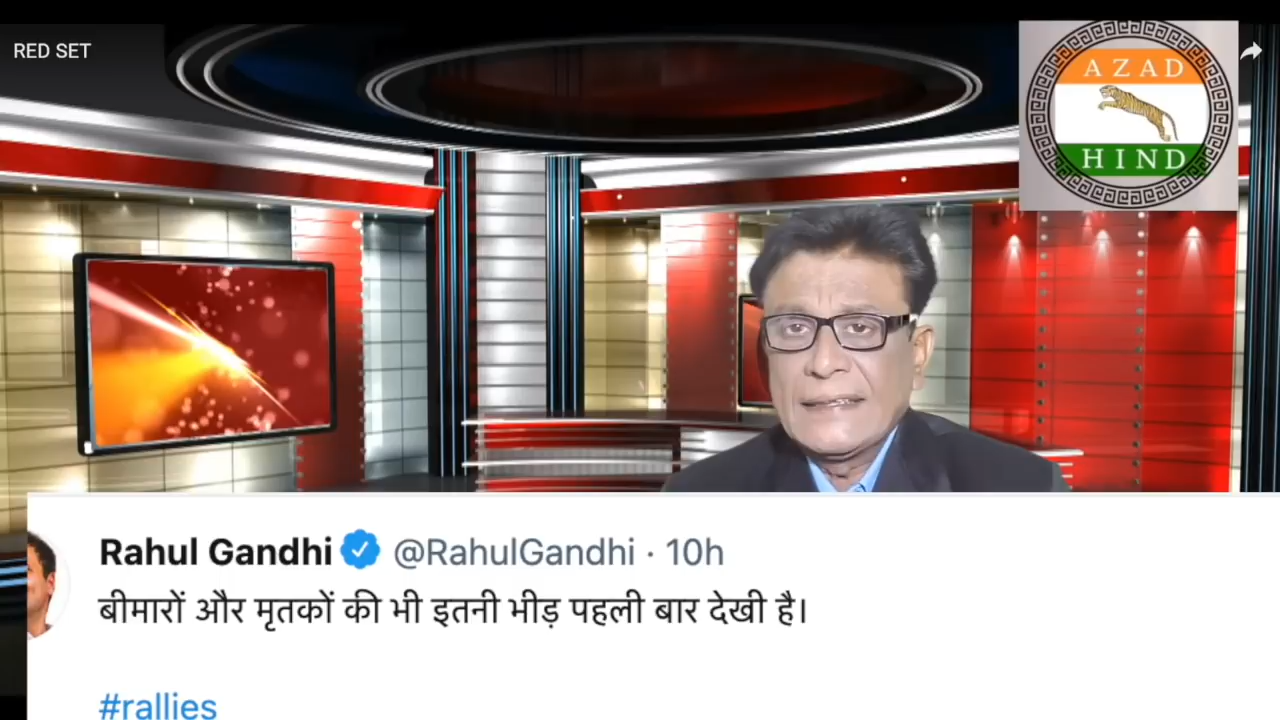 RED SET
AZAD
HIND
Rahul Gandhi @RahulGandhi · 10h
बीमारों और मृतकों की भी इतनी भीड़ पहली बार देखी है।
#rallies